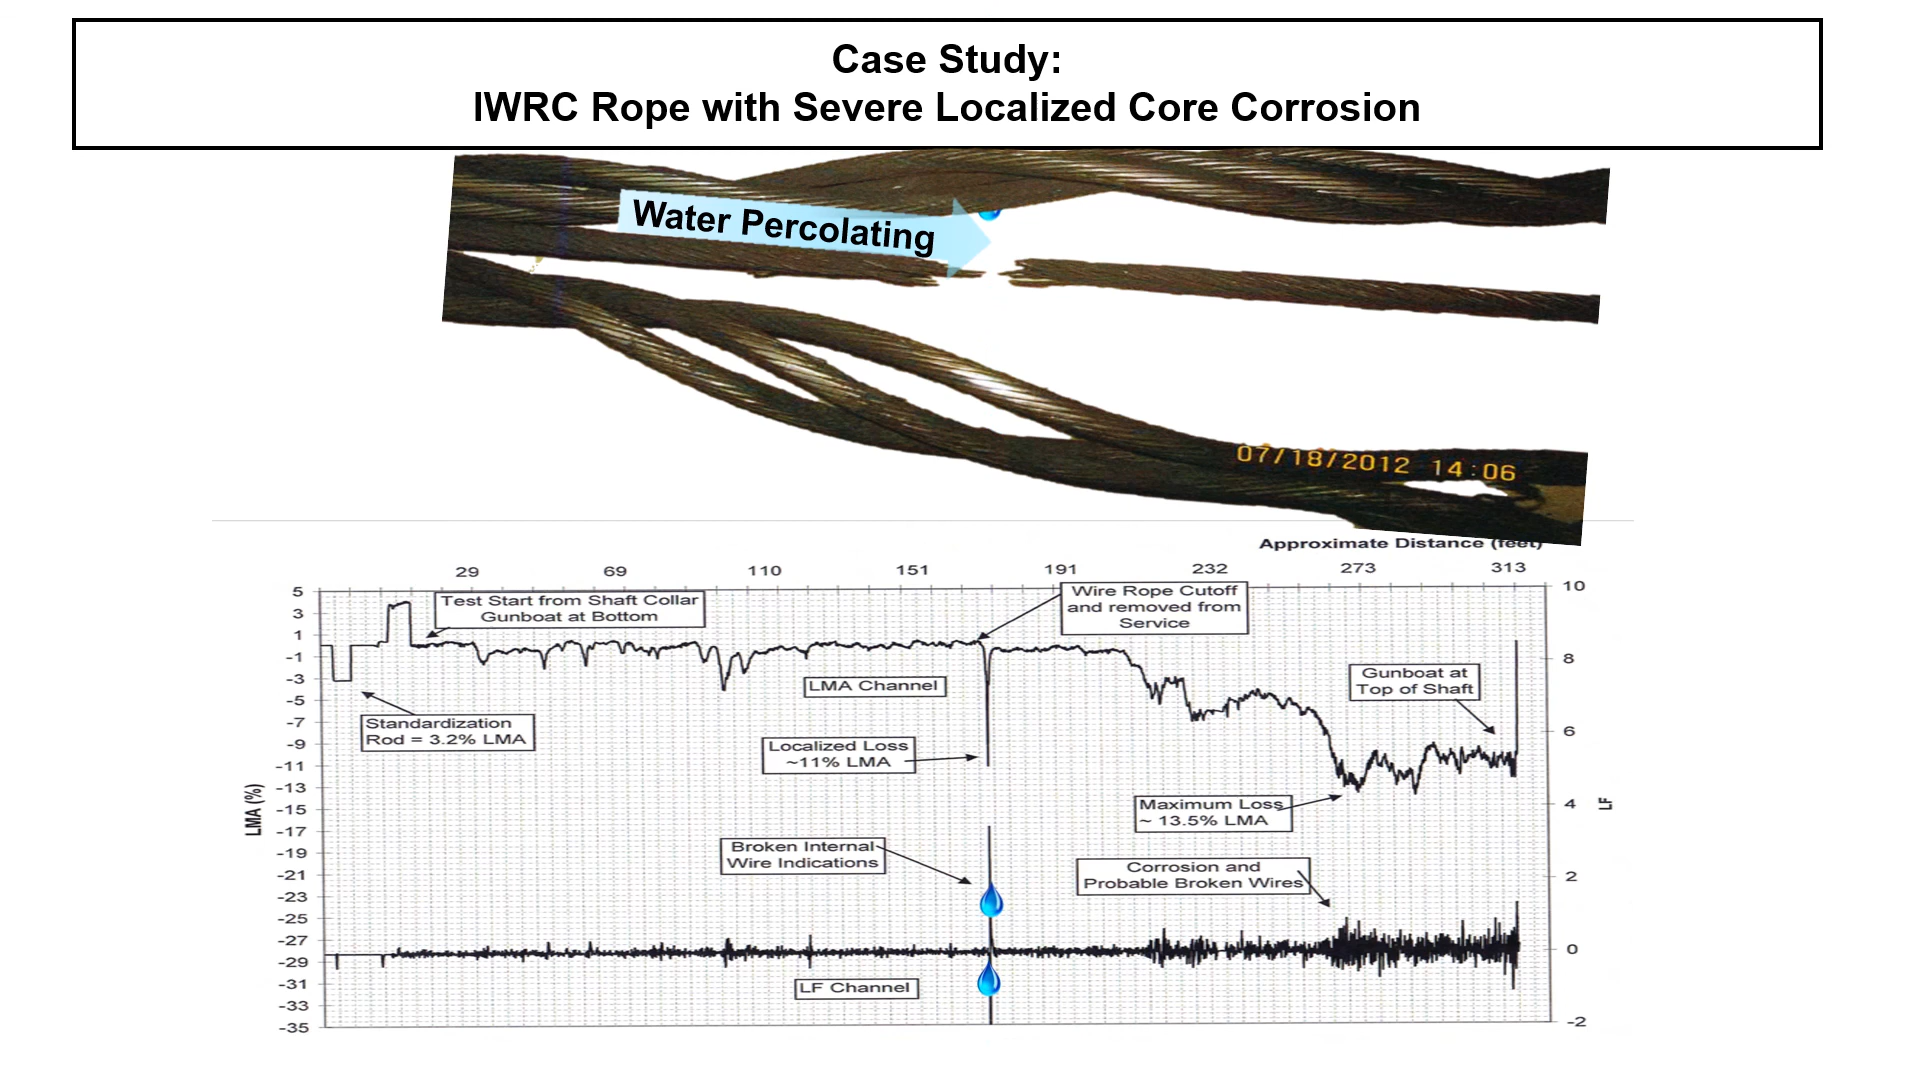 Case Study:
IWRC Rope with Severe Localized Core Corrosion
Water Percolating
07/18/2012 14:06
Approximate Distance (feet)
29 69 110 151 191 232 273 313
5
3
1
-1
-3
-5
-7
-9
-11
-13
-15
-17
-19
-21
-23
-25
-27
-29
-31
-33
-35
LMA (%)
Test Start from Shaft Collar
Gunboat at Bottom
Wire Rope Cutoff
and removed from
Service
LMA Channel
Gunboat at
Top of Shaft
Standardization
Rod = 3.2% LMA
Localized Loss
~11% LMA
Maximum Loss
~ 13.5% LMA
Broken Internal
Wire Indications
Corrosion and
Probable Broken Wires
LF Channel
10
8
6
4
2
0
-2
LF